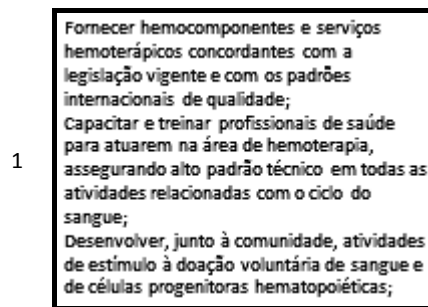 Fornecer hemocomponentes e serviços
hemoterápicos concordantes com a
legislação vigente e com os padrões
internacionais de qualidade;
Capacitar e treinar profissionais de saúde
para atuarem na área de hemoterapia,
1
assegurando alto padrão técnico em todas as
atividades relacionadas com o ciclo do
sangue;
Desenvolver, junto à comunidade, atividades
de estímulo à doação voluntária de sangue e
de células progenitoras hematopoiéticas;